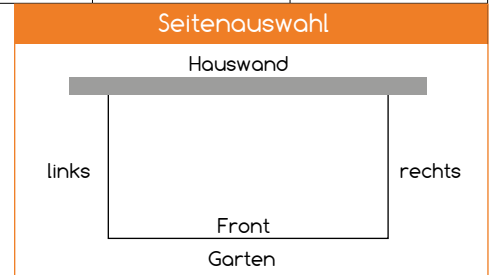 Seitenauswahl
Hauswand
links
rechts
Front
Garten